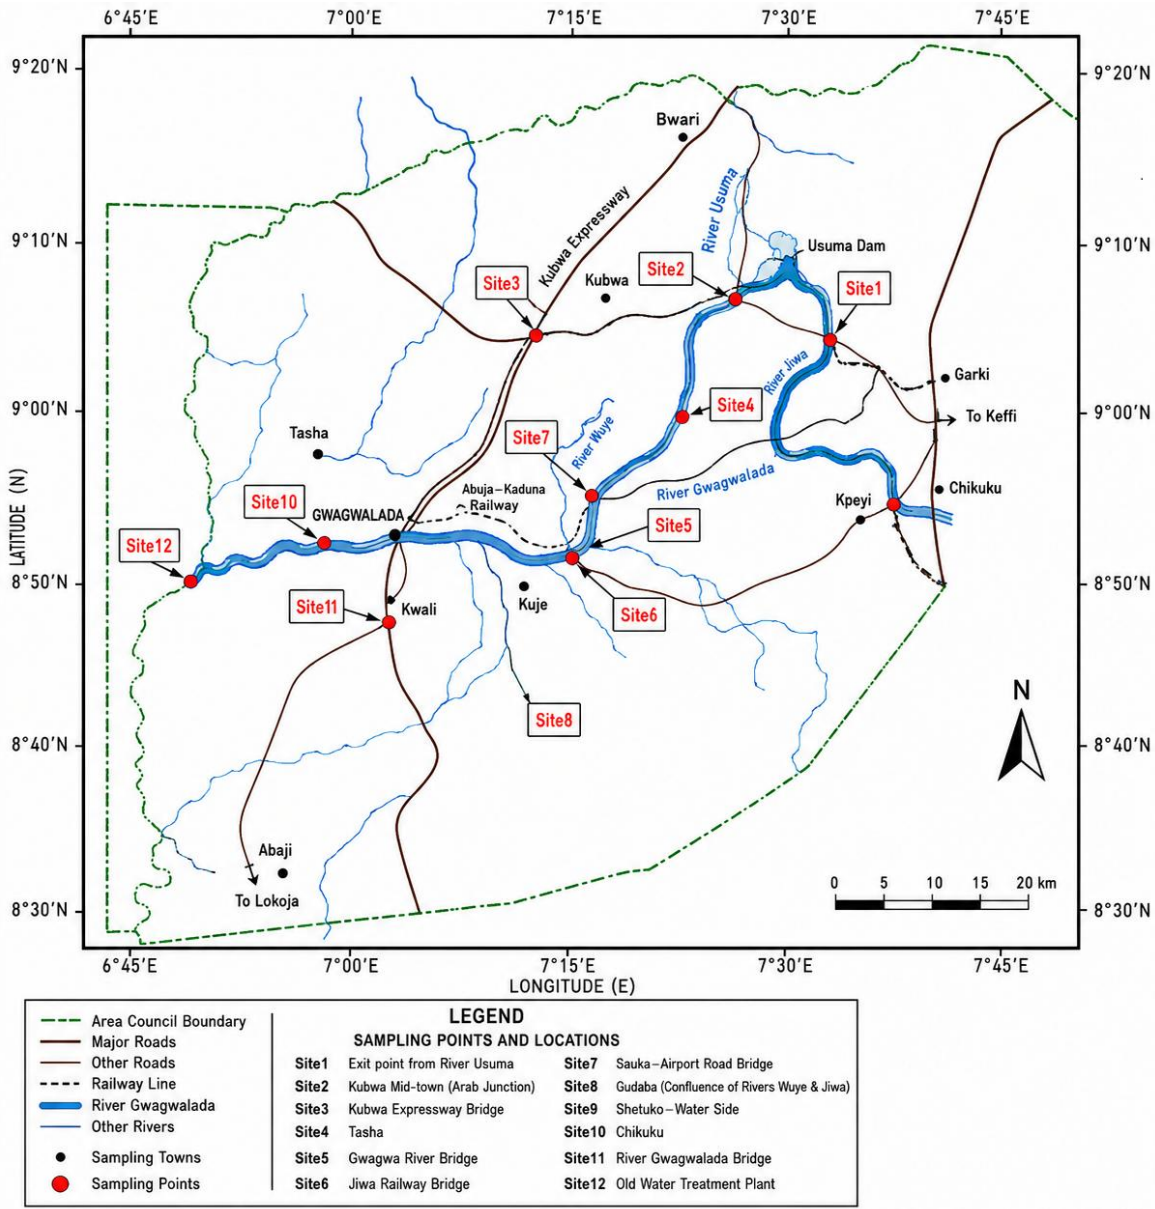 6°45′E 7°00′E 7°15′E 7°30′E 7°45′E
9°20′N
9°20′N
Bwari
River Usuma
Kubwa Expressway
9°10′N
9°10′N
Usuma Dam
Site2
Kubwa
Site3
Site1
River Jiwa
Garki
9°00′N
9°00′N
Site4
To Keffi
Tasha
Site7
River Wuye
River Gwagwalada
Chikuku
Kpeyi
Abuja–Kaduna
Railway
Site10
GWAGWALADA
Site5
Site12
LATITUDE (N)
8°50′N
8°50′N
Kuje
Site6
Site11
Kwali
Site8
N
8°40′N
8°40′N
Abaji
To Lokoja
0 5 10 15 20 km
8°30′N
8°30′N
6°45′E 7°00′E 7°15′E 7°30′E 7°45′E
LONGITUDE (E)
LEGEND
Area Council Boundary
Major Roads
Other Roads
Railway Line
River Gwagwalada
Other Rivers
Sampling Towns
Sampling Points
SAMPLING POINTS AND LOCATIONS
Site1 Exit point from River Usuma
Site2 Kubwa Mid-town (Arab Junction)
Site3 Kubwa Expressway Bridge
Site4 Tasha
Site5 Gwagwa River Bridge
Site6 Jiwa Railway Bridge
Site7 Sauka–Airport Road Bridge
Site8 Gudaba (Confluence of Rivers Wuye & Jiwa)
Site9 Shetuko–Water Side
Site10 Chikuku
Site11 River Gwagwalada Bridge
Site12 Old Water Treatment Plant